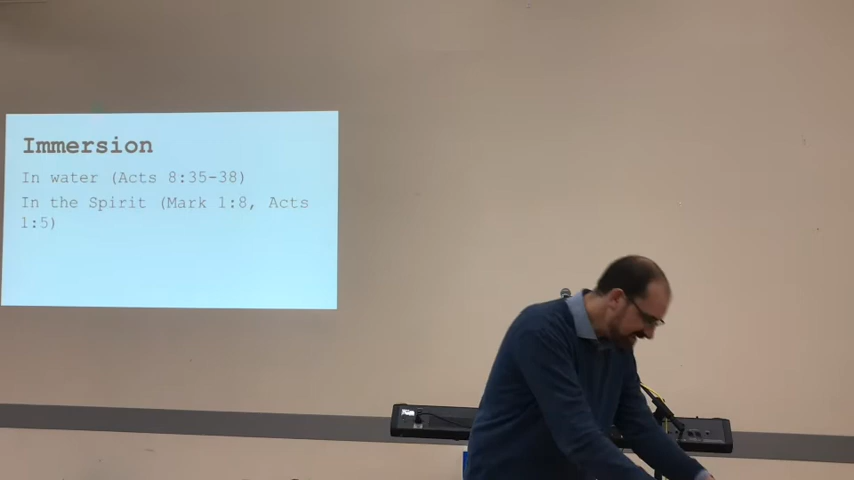 Immersion
In water (Acts 8:35-38)
In the Spirit (Mark 1:8, Acts
1:5)